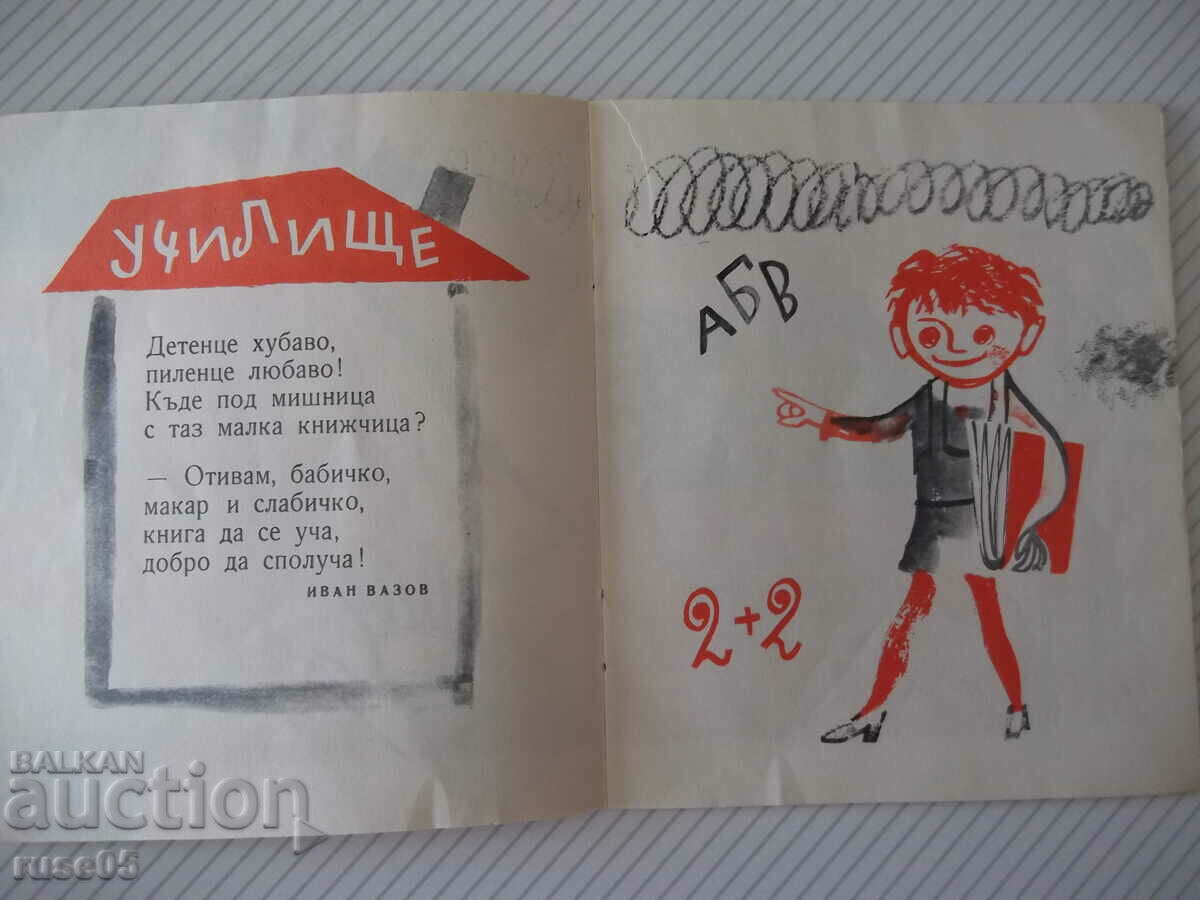 УЧИЛИЩЕ
Детенце хубаво,
пиленце любаво!
Къде под мишница
с таз малка книжчица?
— Отивам, бабичко,
макар и слабичко,
книга да се уча,
добро да сполуча!
ИВАН ВАЗОВ
АБВ
2+2
BALKAN
auction
ruse05